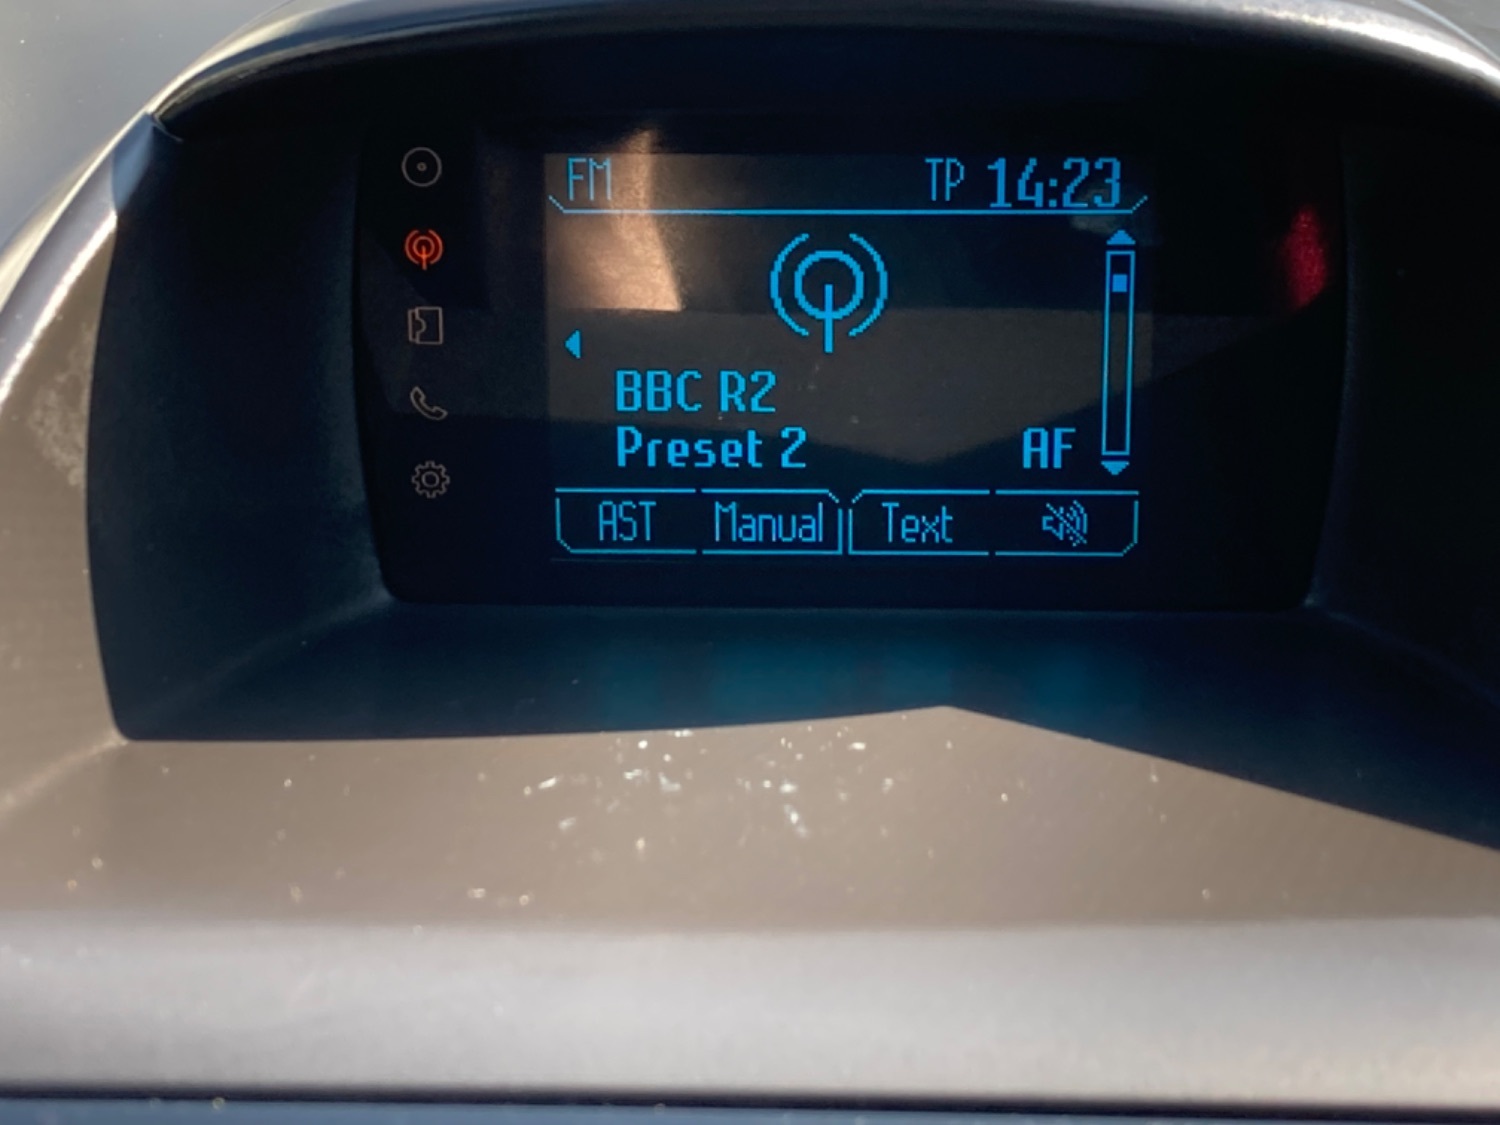 FM TP 14:23
BBC R2
Preset 2 AF
AST Manual Text